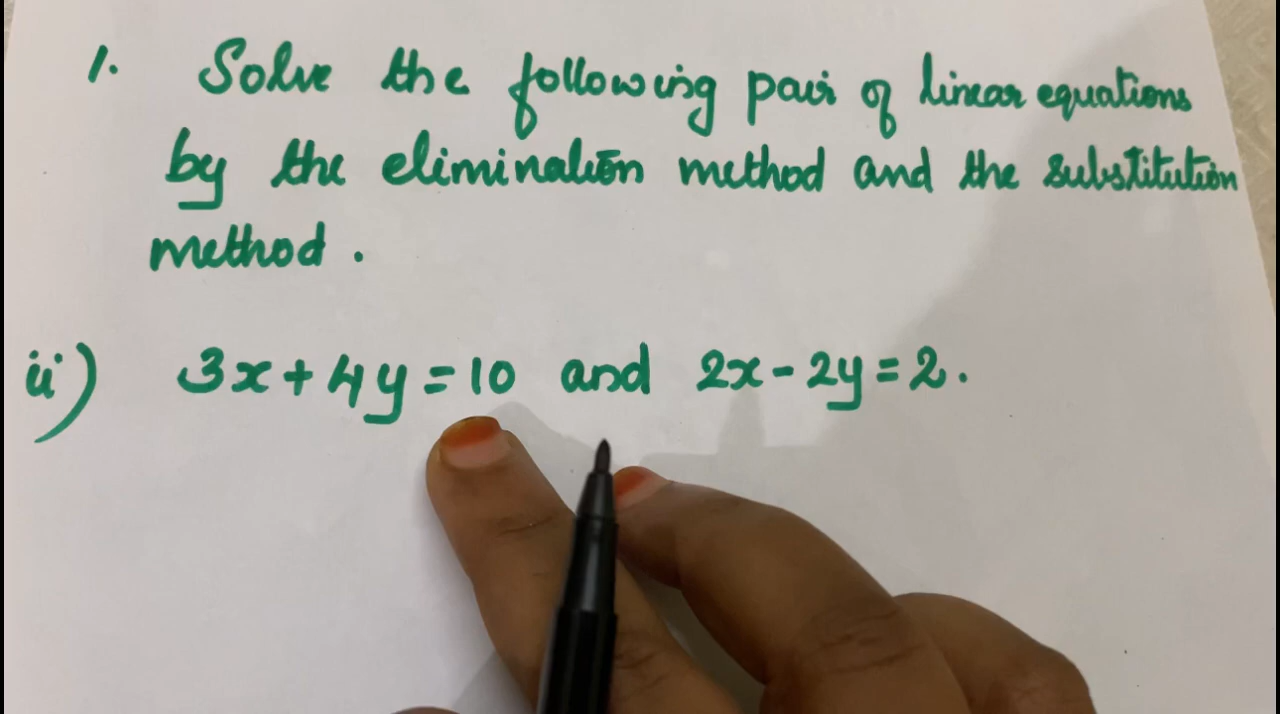 1. Solve the following pair of linear equations
by the elimination method and the substitution
method.
ii) 3x+4y=10 and 2x-2y=2.